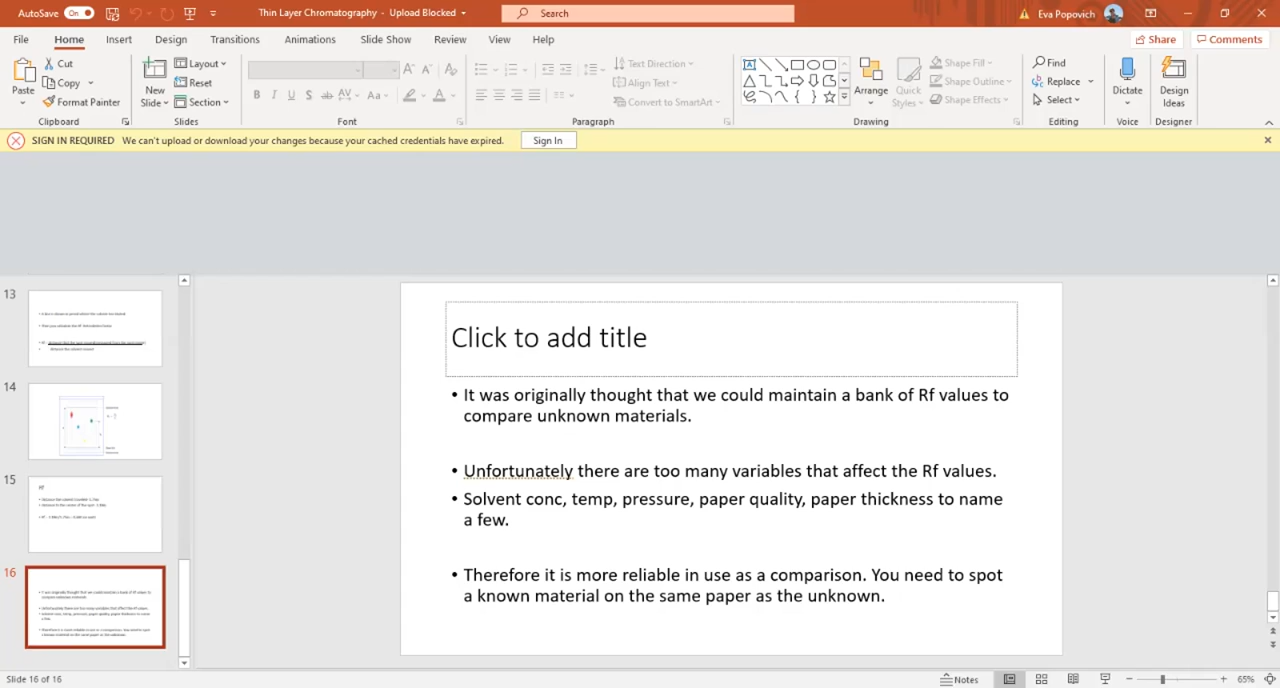 AutoSave On Thin Layer Chromatography - Upload Blocked Search Eva Popovich
File Home Insert Design Transitions Animations Slide Show Review View Help Share Comments
Paste Cut Copy Format Painter
New Slide Layout Reset Section
B I U S ab AV Aa A
Text Direction
Align Text
Convert to SmartArt
Arrange Quick Styles Shape Fill Shape Outline Shape Effects
Find Replace Select
Dictate Design Ideas
Clipboard Slides Font Paragraph Drawing Editing Voice Designer
SIGN IN REQUIRED We can't upload or download your changes because your cached credentials have expired. Sign In
13
14
15
16
Click to add title
• It was originally thought that we could maintain a bank of Rf values to
compare unknown materials.
• Unfortunately there are too many variables that affect the Rf values.
• Solvent conc, temp, pressure, paper quality, paper thickness to name
a few.
• Therefore it is more reliable in use as a comparison. You need to spot
a known material on the same paper as the unknown.
Slide 16 of 16 Notes 65%